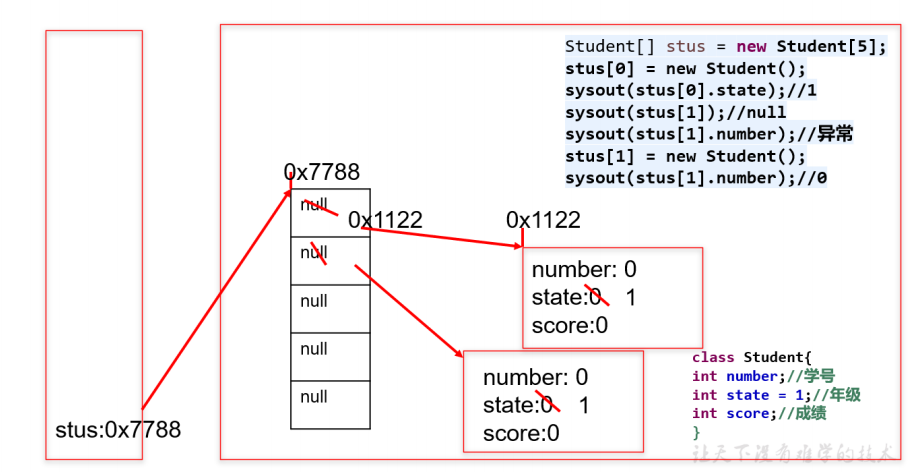 Student[] stus = new Student[5];
stus[0] = new Student();
sysout(stus[0].state);//1
sysout(stus[1]);//null
sysout(stus[1].number);//异常
stus[1] = new Student();
sysout(stus[1].number);//0
0x7788
null
0x1122
0x1122
null
number: 0
state:0 1
score:0
null
null
null
number: 0
state:0 1
score:0
class Student{
int number;//学号
int state = 1;//年级
int score;//成绩
}
stus:0x7788
让天下没有难学的技术